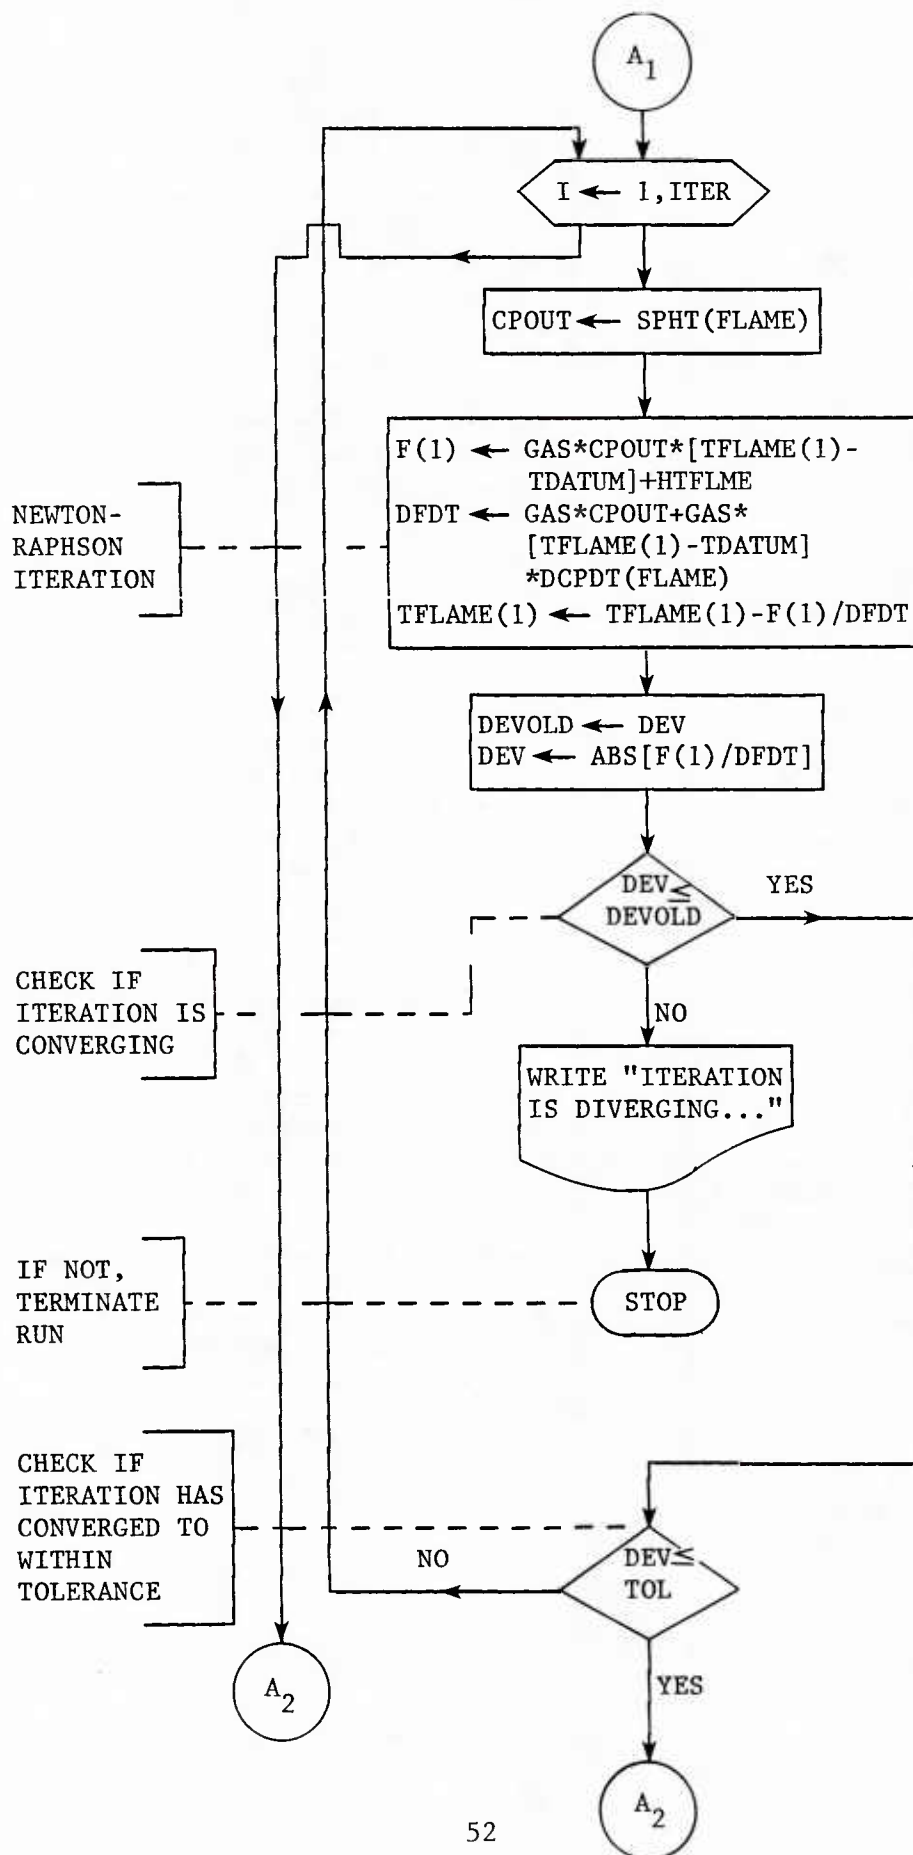 A1
I ← 1,ITER
CPOUT ← SPHT(FLAME)
F(1) ← GAS*CPOUT*[TFLAME(1)-
TDATUM]+HTFLME
DFDT ← GAS*CPOUT+GAS*
[TFLAME(1)-TDATUM]
*DCPDT(FLAME)
TFLAME(1) ← TFLAME(1)-F(1)/DFDT
NEWTON-
RAPHSON
ITERATION
DEVOLD ← DEV
DEV ← ABS[F(1)/DFDT]
DEV≤
DEVOLD
YES
CHECK IF
ITERATION IS
CONVERGING
NO
WRITE "ITERATION
IS DIVERGING..."
IF NOT,
TERMINATE
RUN
STOP
CHECK IF
ITERATION HAS
CONVERGED TO
WITHIN
TOLERANCE
NO
DEV≤
TOL
A2
YES
A2
52